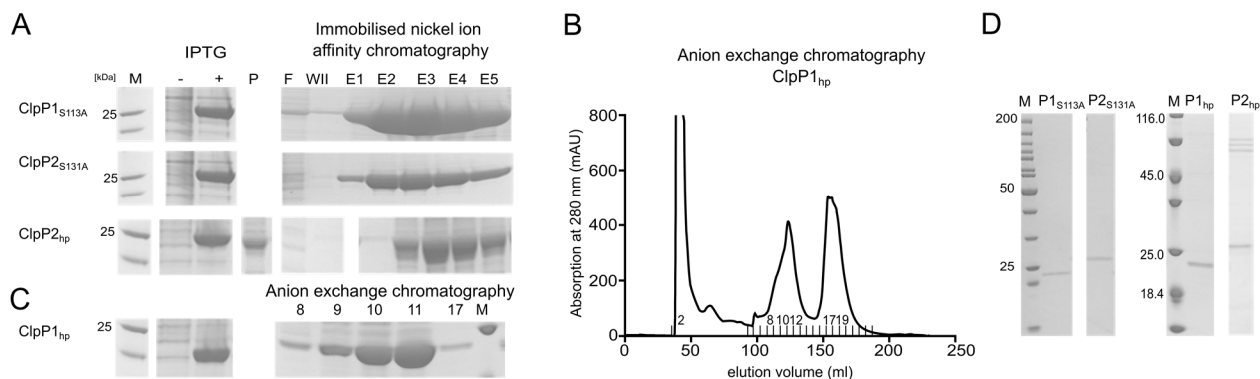 A
IPTG
Immobilised nickel ion
affinity chromatography
[kDa] M - + P F WII E1 E2 E3 E4 E5
ClpP1S113A
25
ClpP2S131A
25
ClpP2hp
25
C
Anion exchange chromatography
8 9 10 11 17 M
ClpP1hp
25
B
Anion exchange chromatography
ClpP1hp
Absorption at 280 nm (mAU)
800
600
400
200
0
2 8 10 12 17 19
0 50 100 150 200 250
elution volume (ml)
D
M P1S113A P2S131A M P1hp P2hp
200
50
25
116.0
45.0
25.0
18.4